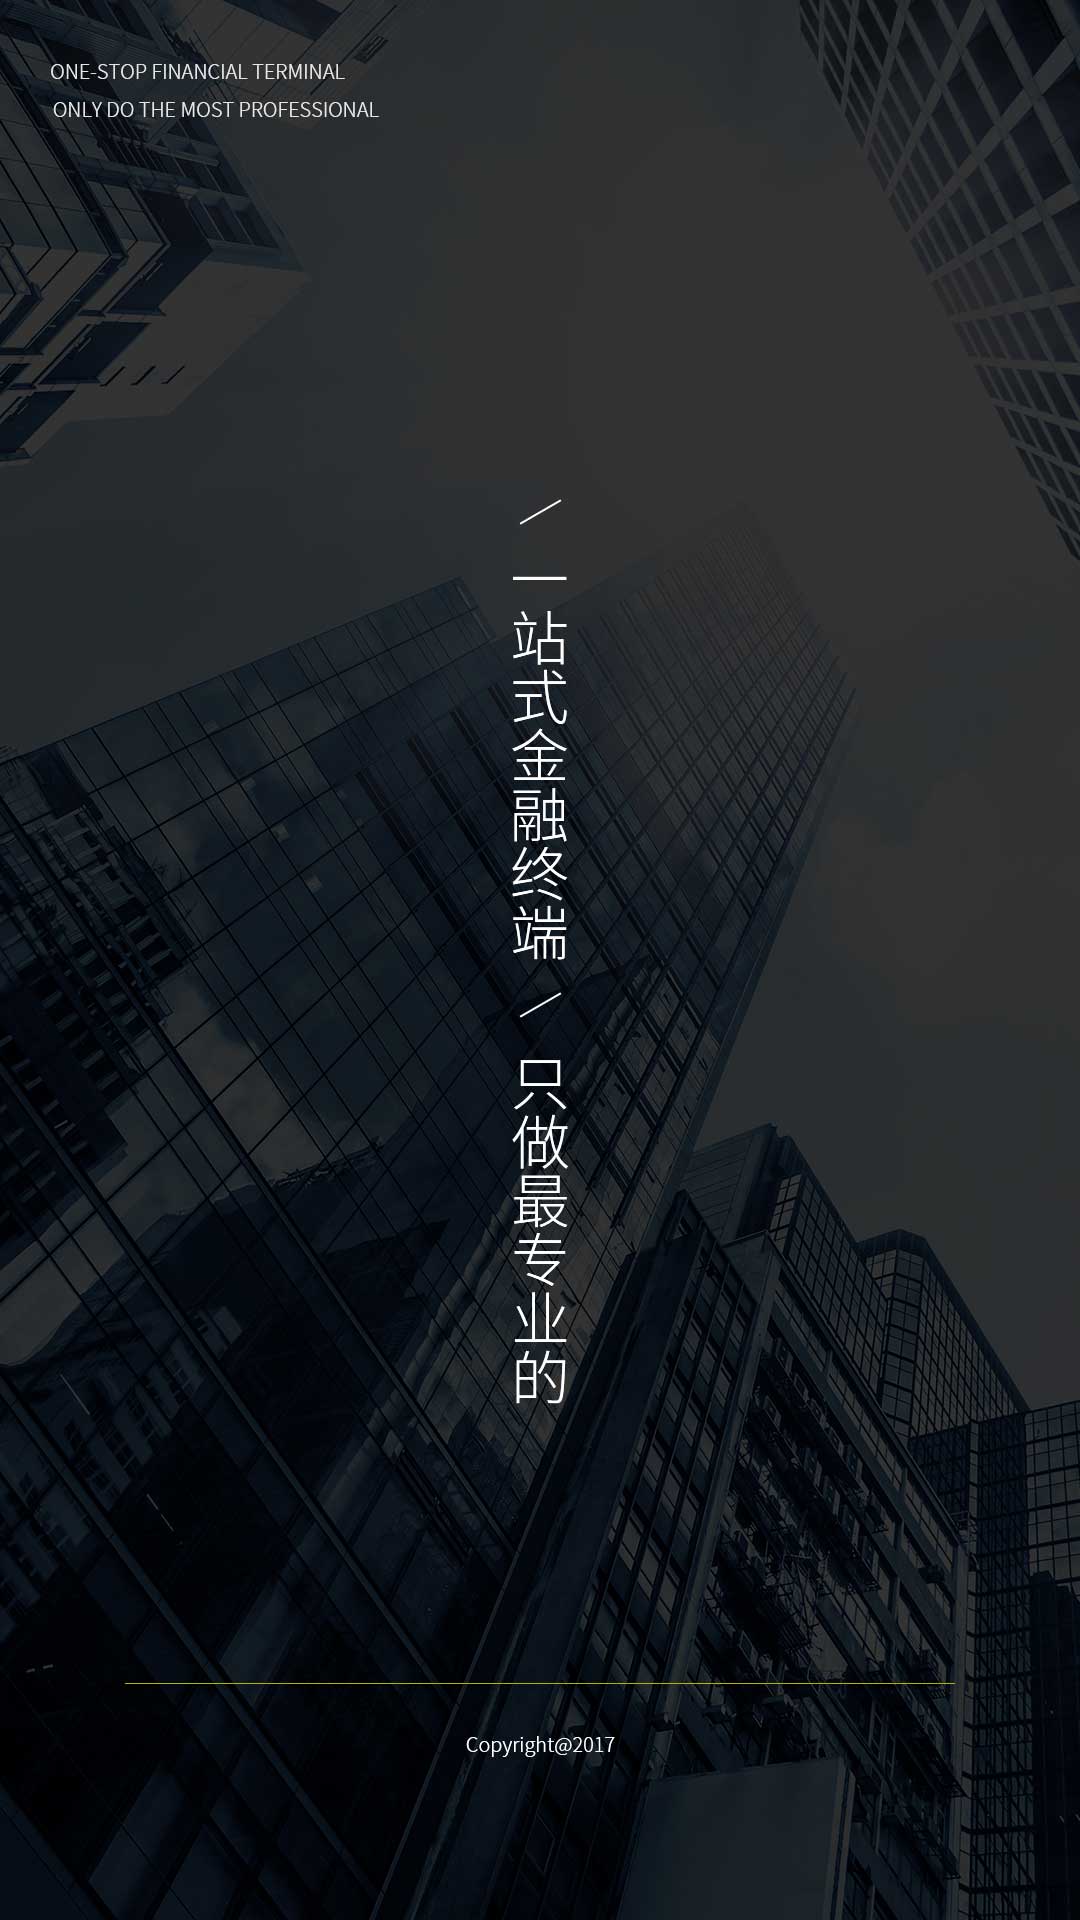 ONE-STOP FINANCIAL TERMINAL
ONLY DO THE MOST PROFESSIONAL
/一站式金融终端/只做最专业的
Copyright@2017